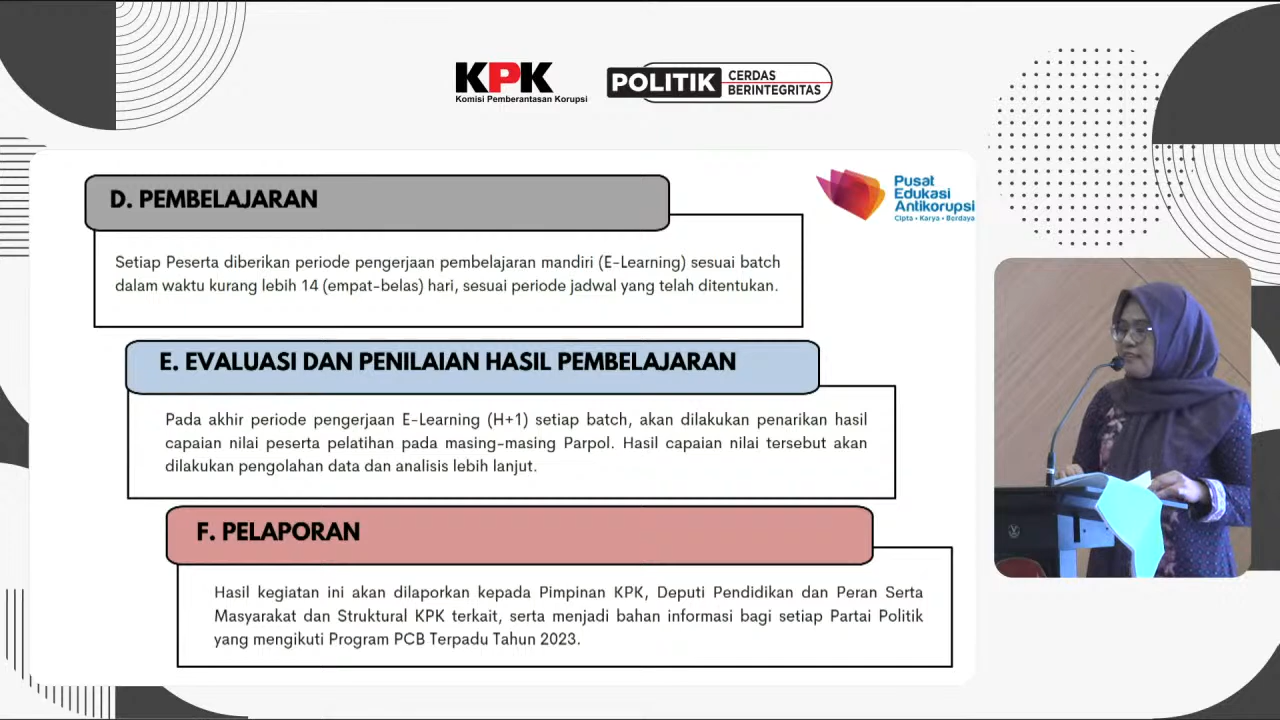 KPK
Komisi Pemberantasan Korupsi
POLITIK
CERDAS
BERINTEGRITAS
Pusat
Edukasi
Antikorupsi
Cipta • Karya • Berdaya
D. PEMBELAJARAN
Setiap Peserta diberikan periode pengerjaan pembelajaran mandiri (E-Learning) sesuai batch
dalam waktu kurang lebih 14 (empat-belas) hari, sesuai periode jadwal yang telah ditentukan.
E. EVALUASI DAN PENILAIAN HASIL PEMBELAJARAN
Pada akhir periode pengerjaan E-Learning (H+1) setiap batch, akan dilakukan penarikan hasil
capaian nilai peserta pelatihan pada masing-masing Parpol. Hasil capaian nilai tersebut akan
dilakukan pengolahan data dan analisis lebih lanjut.
F. PELAPORAN
Hasil kegiatan ini akan dilaporkan kepada Pimpinan KPK, Deputi Pendidikan dan Peran Serta
Masyarakat dan Struktural KPK terkait, serta menjadi bahan informasi bagi setiap Partai Politik
yang mengikuti Program PCB Terpadu Tahun 2023.